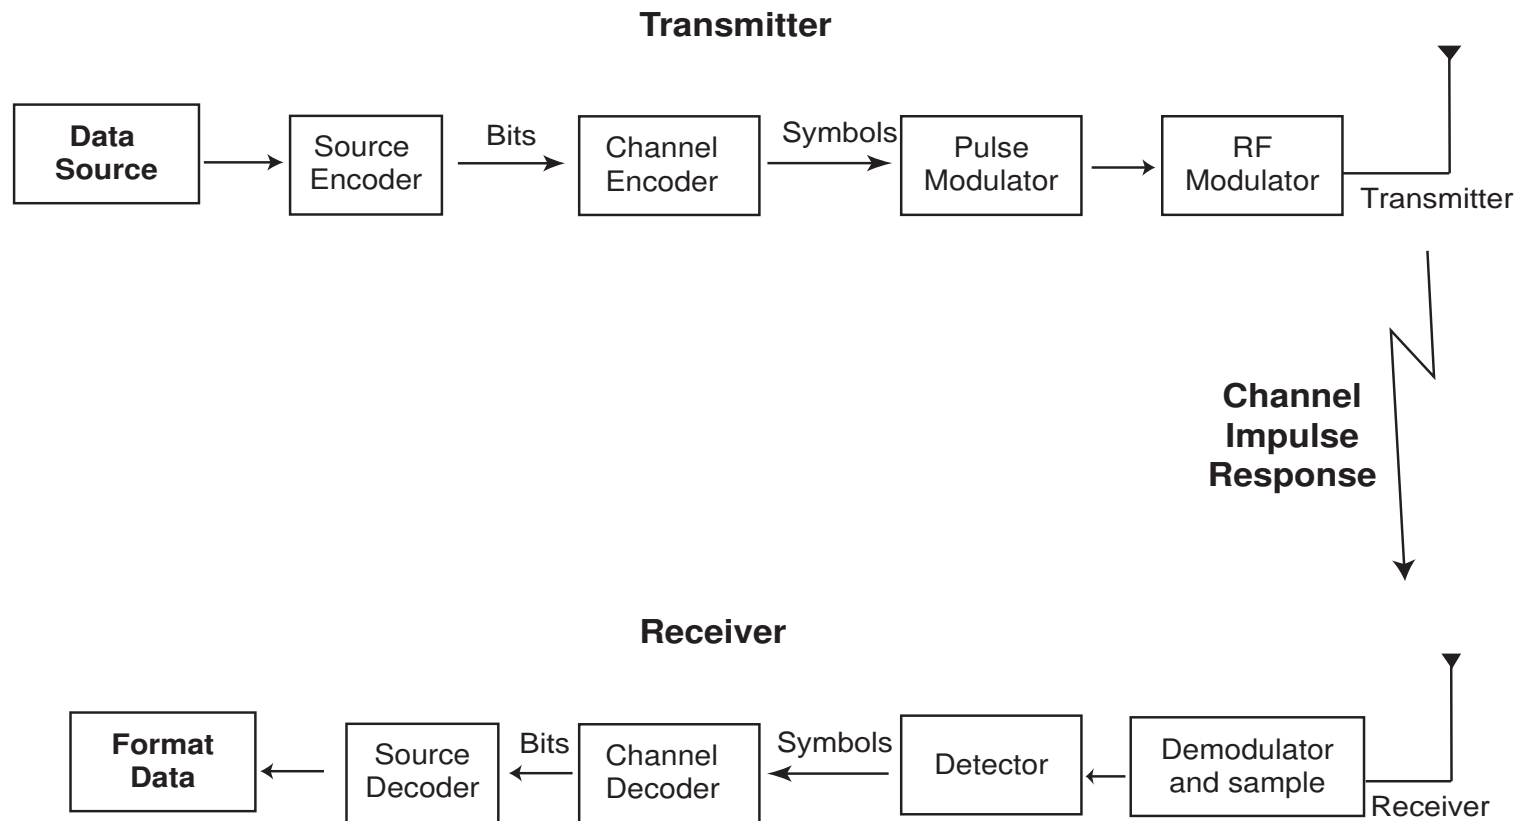 Transmitter
Data
Source
Source
Encoder
Bits
Channel
Encoder
Symbols
Pulse
Modulator
RF
Modulator
Transmitter
Channel
Impulse
Response
Receiver
Format
Data
Source
Decoder
Bits
Channel
Decoder
Symbols
Detector
Demodulator
and sample
Receiver